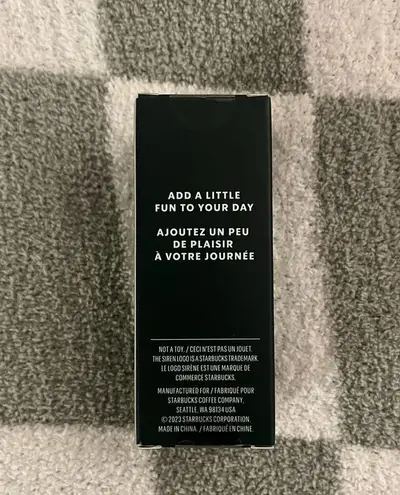 ADD A LITTLE
FUN TO YOUR DAY
AJOUTEZ UN PEU
DE PLAISIR
À VOTRE JOURNÉE
NOT A TOY. / CECI N'EST PAS UN JOUET.
THE SIREN LOGO IS A STARBUCKS TRADEMARK.
LE LOGO SIRÈNE EST UNE MARQUE DE
COMMERCE STARBUCKS.
MANUFACTURED FOR / FABRIQUÉ POUR
STARBUCKS COFFEE COMPANY,
SEATTLE, WA 98134 USA
© 2023 STARBUCKS CORPORATION.
MADE IN CHINA. / FABRIQUÉ EN CHINE.